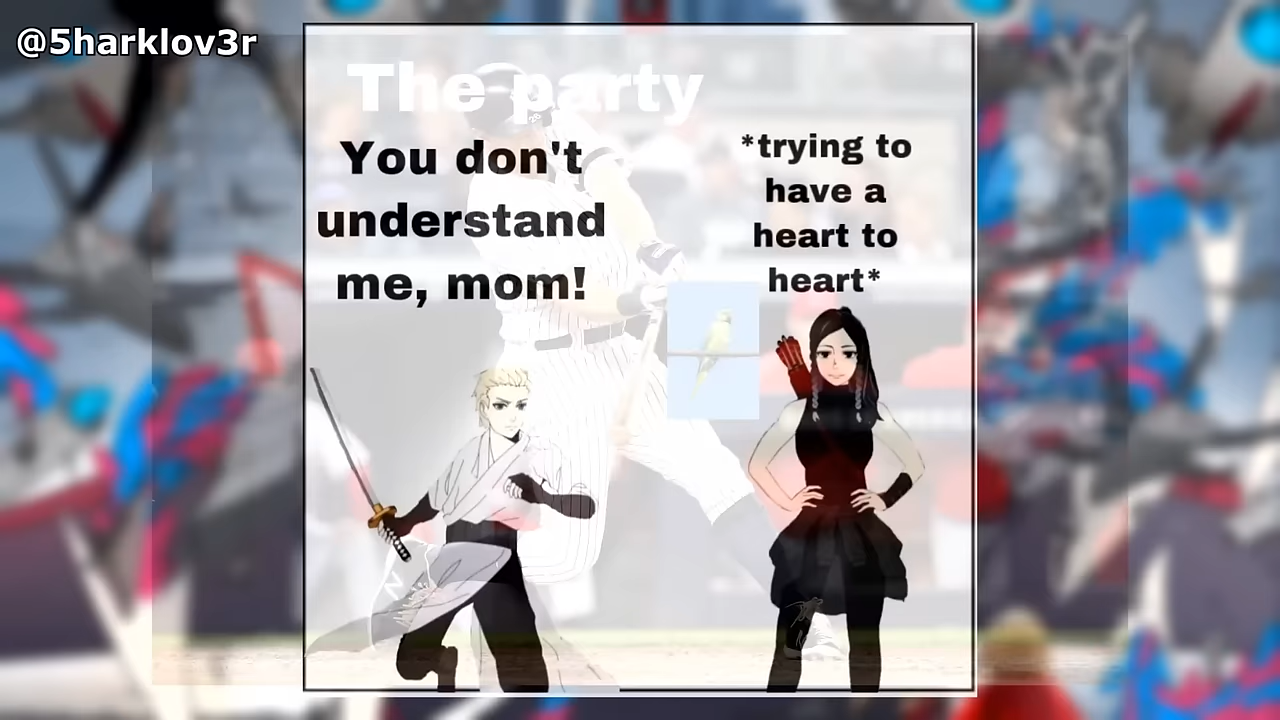 @5harklov3r
The party
You don't
understand
me, mom!
*trying to
have a
heart to
heart*